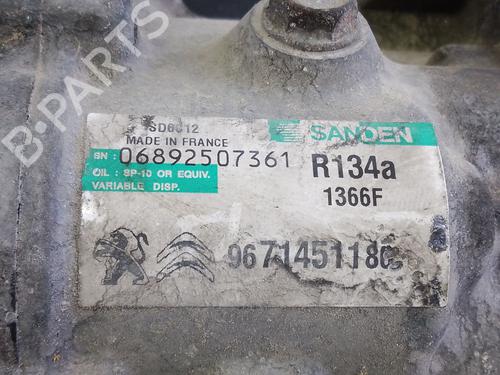 SD6C12
MADE IN FRANCE
SANDEN
SN: 06892507361
R134a
OIL : SP-10 OR EQUIV.
VARIABLE DISP.
1366F
9671451180
B-PARTS